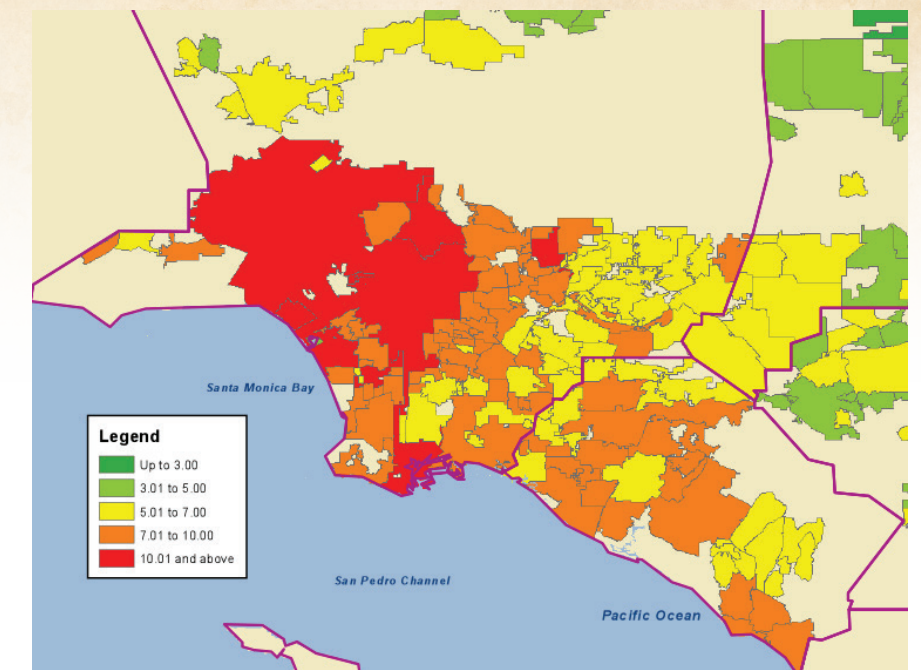 Santa Monica Bay
Legend
Up to 3.00
3.01 to 5.00
5.01 to 7.00
7.01 to 10.00
10.01 and above
San Pedro Channel
Pacific Ocean